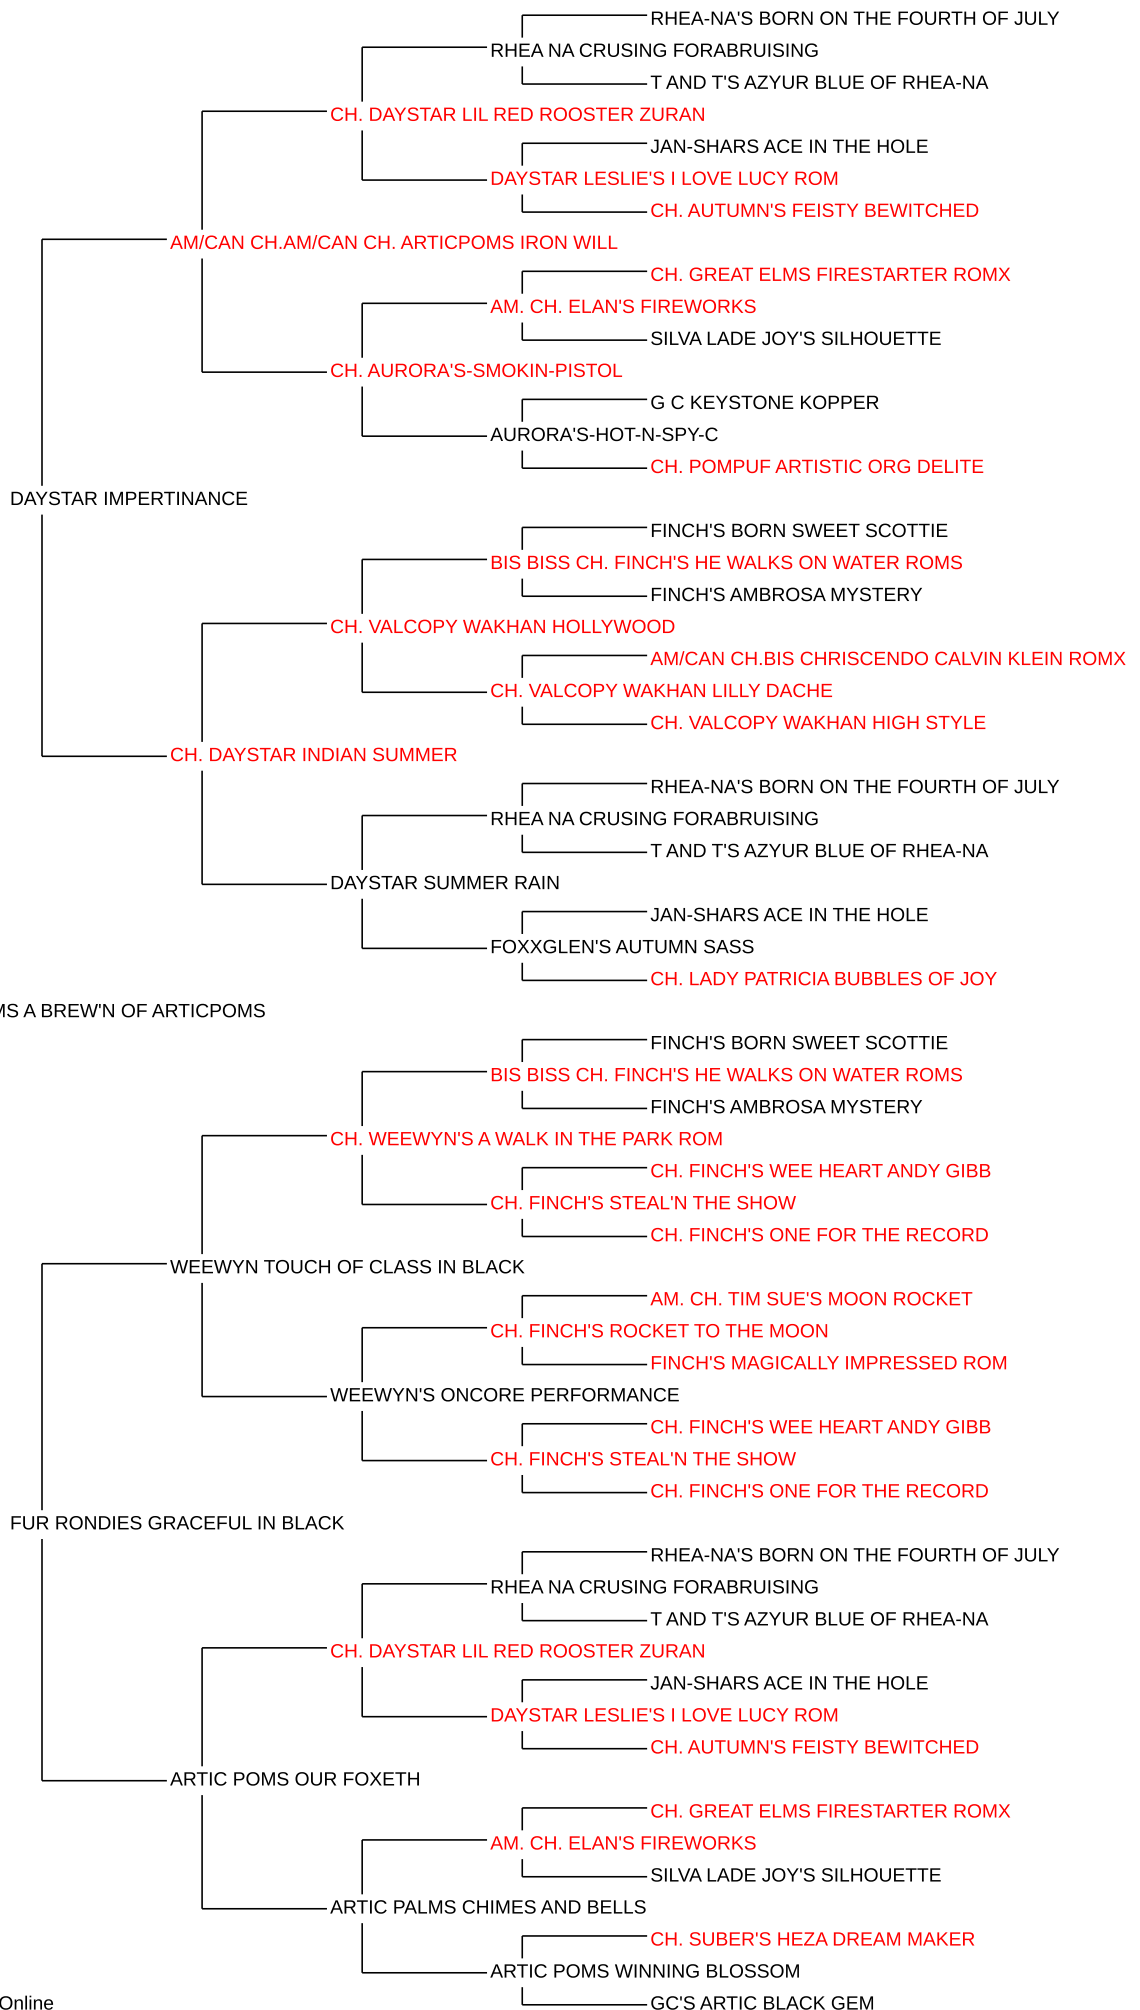 RHEA-NA'S BORN ON THE FOURTH OF JULY
RHEA NA CRUSING FORABRUISING
T AND T'S AZYUR BLUE OF RHEA-NA
CH. DAYSTAR LIL RED ROOSTER ZURAN
JAN-SHARS ACE IN THE HOLE
DAYSTAR LESLIE'S I LOVE LUCY ROM
CH. AUTUMN'S FEISTY BEWITCHED
AM/CAN CH.AM/CAN CH. ARTICPOMS IRON WILL
CH. GREAT ELMS FIRESTARTER ROMX
AM. CH. ELAN'S FIREWORKS
SILVA LADE JOY'S SILHOUETTE
CH. AURORA'S-SMOKIN-PISTOL
G C KEYSTONE KOPPER
AURORA'S-HOT-N-SPY-C
CH. POMPUF ARTISTIC ORG DELITE
DAYSTAR IMPERTINANCE
FINCH'S BORN SWEET SCOTTIE
BIS BISS CH. FINCH'S HE WALKS ON WATER ROMS
FINCH'S AMBROSA MYSTERY
CH. VALCOPY WAKHAN HOLLYWOOD
AM/CAN CH.BIS CHRISCENDO CALVIN KLEIN ROMX
CH. VALCOPY WAKHAN LILLY DACHE
CH. VALCOPY WAKHAN HIGH STYLE
CH. DAYSTAR INDIAN SUMMER
RHEA-NA'S BORN ON THE FOURTH OF JULY
RHEA NA CRUSING FORABRUISING
T AND T'S AZYUR BLUE OF RHEA-NA
DAYSTAR SUMMER RAIN
JAN-SHARS ACE IN THE HOLE
FOXXGLEN'S AUTUMN SASS
CH. LADY PATRICIA BUBBLES OF JOY
MS A BREW'N OF ARTICPOMS
FINCH'S BORN SWEET SCOTTIE
BIS BISS CH. FINCH'S HE WALKS ON WATER ROMS
FINCH'S AMBROSA MYSTERY
CH. WEEWYN'S A WALK IN THE PARK ROM
CH. FINCH'S WEE HEART ANDY GIBB
CH. FINCH'S STEAL'N THE SHOW
CH. FINCH'S ONE FOR THE RECORD
WEEWYN TOUCH OF CLASS IN BLACK
AM. CH. TIM SUE'S MOON ROCKET
CH. FINCH'S ROCKET TO THE MOON
FINCH'S MAGICALLY IMPRESSED ROM
WEEWYN'S ONCORE PERFORMANCE
CH. FINCH'S WEE HEART ANDY GIBB
CH. FINCH'S STEAL'N THE SHOW
CH. FINCH'S ONE FOR THE RECORD
FUR RONDIES GRACEFUL IN BLACK
RHEA-NA'S BORN ON THE FOURTH OF JULY
RHEA NA CRUSING FORABRUISING
T AND T'S AZYUR BLUE OF RHEA-NA
CH. DAYSTAR LIL RED ROOSTER ZURAN
JAN-SHARS ACE IN THE HOLE
DAYSTAR LESLIE'S I LOVE LUCY ROM
CH. AUTUMN'S FEISTY BEWITCHED
ARTIC POMS OUR FOXETH
CH. GREAT ELMS FIRESTARTER ROMX
AM. CH. ELAN'S FIREWORKS
SILVA LADE JOY'S SILHOUETTE
ARTIC PALMS CHIMES AND BELLS
CH. SUBER'S HEZA DREAM MAKER
ARTIC POMS WINNING BLOSSOM
Online
GC'S ARTIC BLACK GEM